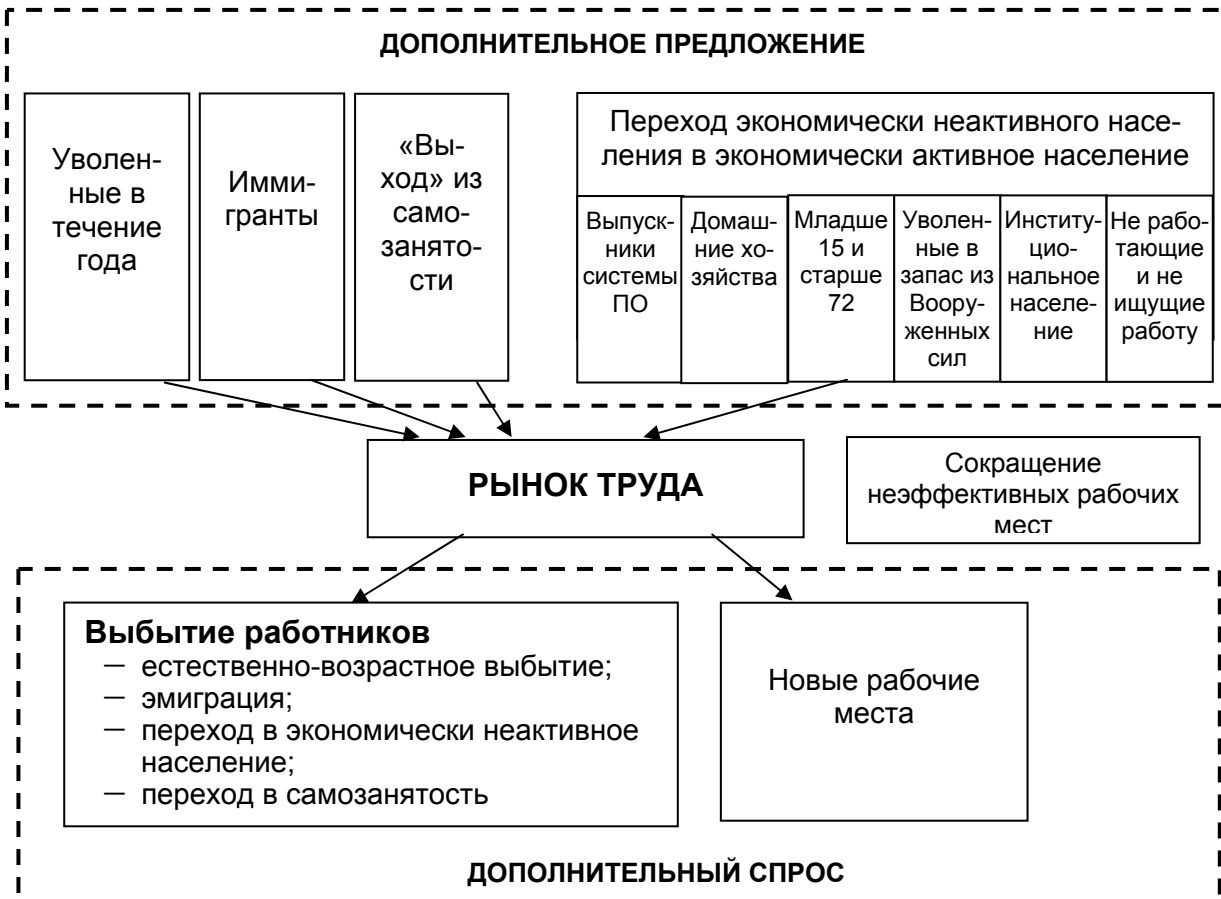 ДОПОЛНИТЕЛЬНОЕ ПРЕДЛОЖЕНИЕ
Уволен-
ные в
течение
года
Имми-
гранты
«Вы-
ход» из
само-
занято-
сти
Переход экономически неактивного насе-
ления в экономически активное население
Выпуск-
ники
системы
ПО
Домаш-
ние хо-
зяйства
Младше
15 и
старше
72
Уволен-
ные в
запас из
Воору-
женных
сил
Инститy-
цио-
нальное
населе-
ние
Не рабо-
тающие
и не
ищущие
работу
РЫНОК ТРУДА
Сокращение
неэффективных рабочих
мест
Выбытие работников
— естественно-возрастное выбытие;
— эмиграция;
— переход в экономически неактивное
население;
— переход в самозанятость
Новые рабочие
места
ДОПОЛНИТЕЛЬНЫЙ СПРОС